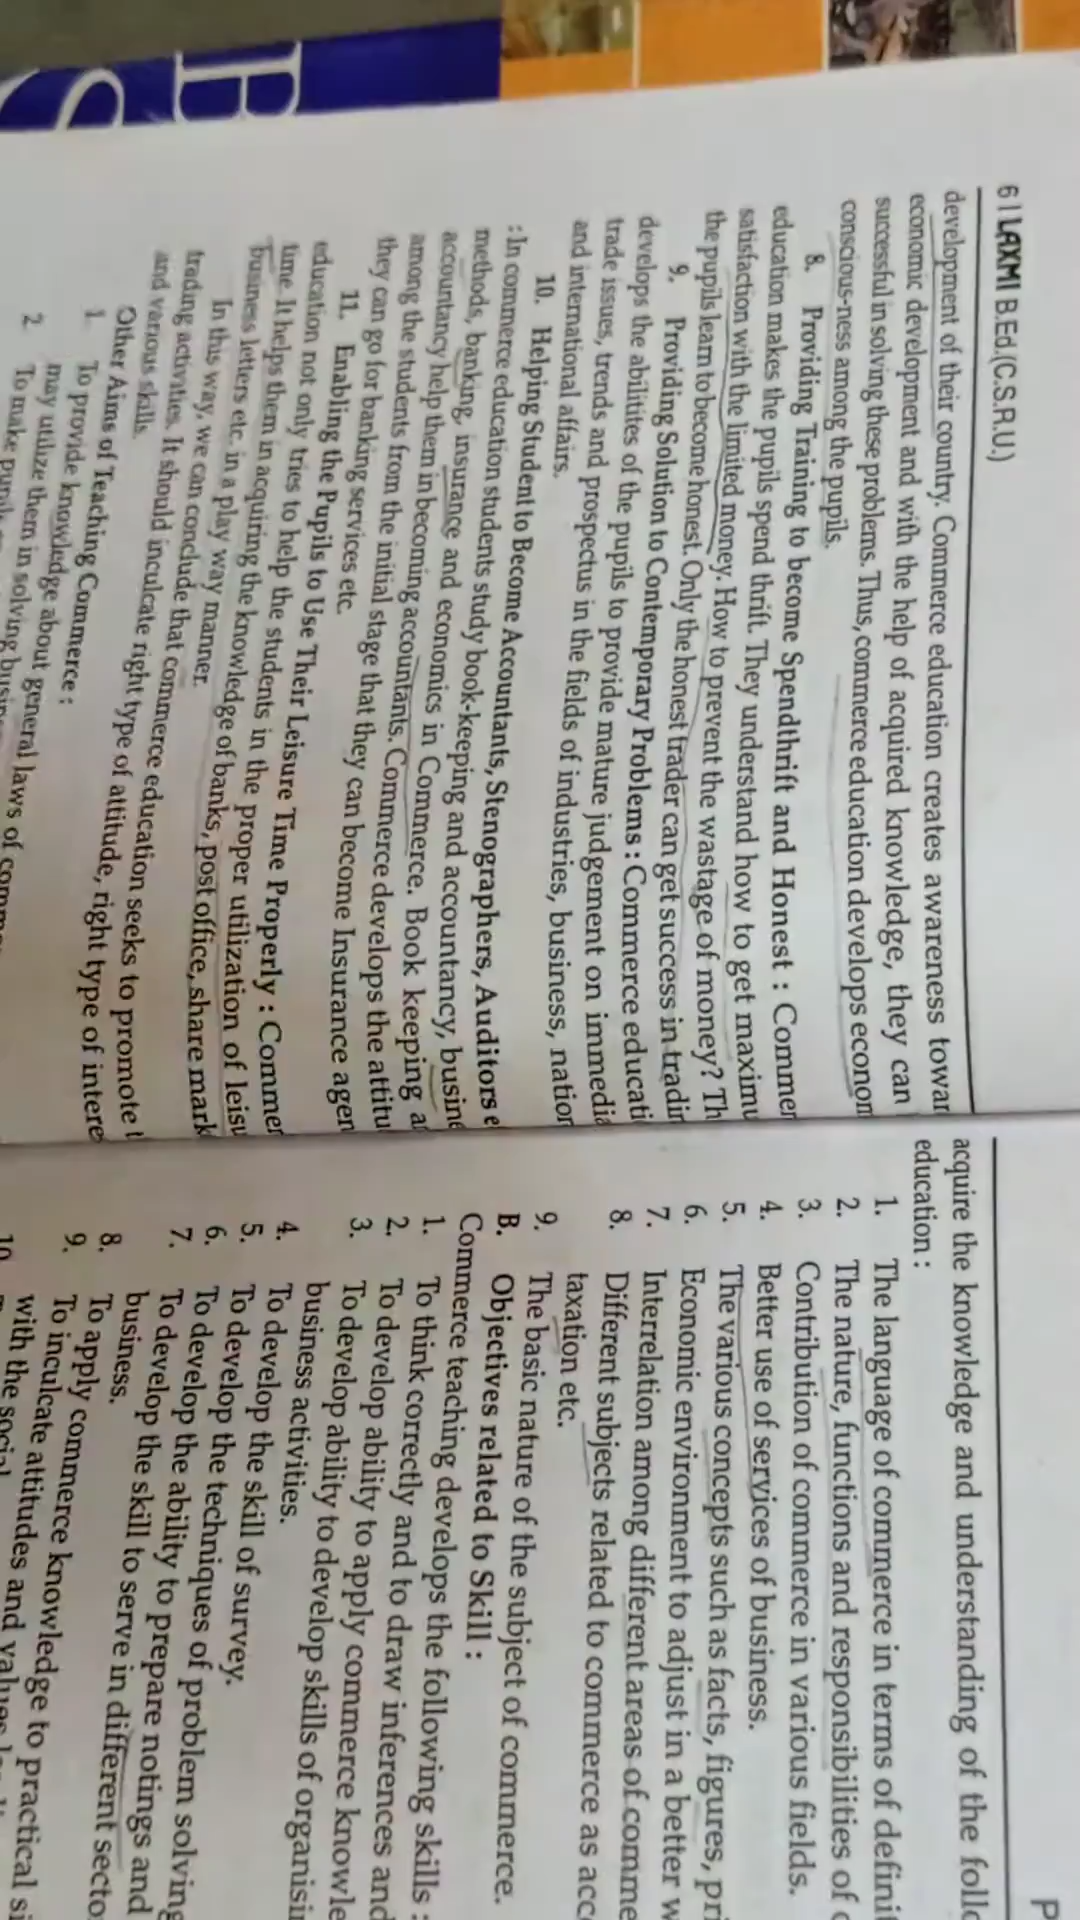 6 | LAXMI B.Ed.(C.S.R.U.)
development of their country. Commerce education creates awareness towar
economic development and with the help of acquired knowledge, they can
successful in solving these problems. Thus, commerce education develops econom
conscious-ness among the pupils.
8. Providing Training to become Spendthrift and Honest : Commer
education makes the pupils spend thrift. They understand how to get maximu
satisfaction with the limited money. How to prevent the wastage of money? Th
the pupils learn to become honest. Only the honest trader can get success in tradin
9. Providing Solution to Contemporary Problems : Commerce educati
develops the abilities of the pupils to provide mature judgement on immedia
trade issues, trends and prospectus in the fields of industries, business, nation
and international affairs.
10. Helping Student to Become Accountants, Stenographers, Auditors e
: In commerce education students study book-keeping and accountancy, busine
methods, banking, insurance and economics in Commerce. Book keeping a
accountancy help them in becoming accountants. Commerce develops the attitu
among the students from the initial stage that they can become Insurance agen
they can go for banking services etc.
11. Enabling the Pupils to Use Their Leisure Time Properly : Commer
education not only tries to help the students in the proper utilization of leisu
time. It helps them in acquiring the knowledge of banks, post office, share mark
business letters etc. in a play way manner.
In this way, we can conclude that commerce education seeks to promote t
trading activities. It should inculcate right type of attitude, right type of intere
and various skills.
Other Aims of Teaching Commerce :
1. To provide knowledge about general laws of
may utilize them in solving
2. To make
acquire the knowledge and understanding of the follo
education :
1. The language of commerce in terms of defini
2. The nature, functions and responsibilities of c
3. Contribution of commerce in various fields.
4. Better use of services of business.
5. The various concepts such as facts, figures, pri
6. Economic environment to adjust in a better w
7. Interrelation among different areas of comme
8. Different subjects related to commerce as acc
taxation etc.
9. The basic nature of the subject of commerce.
B. Objectives related to Skill :
Commerce teaching develops the following skills :
1. To think correctly and to draw inferences and
2. To develop ability to apply commerce knowle
3. To develop ability to develop skills of organisin
business activities.
4. To develop the skill of survey.
5. To develop the techniques of problem solving
6. To develop the ability to prepare notings and
7. To develop the skill to serve in different secto
business.
8. To apply commerce knowledge to practical si
9. To inculcate attitudes and
with the social
10